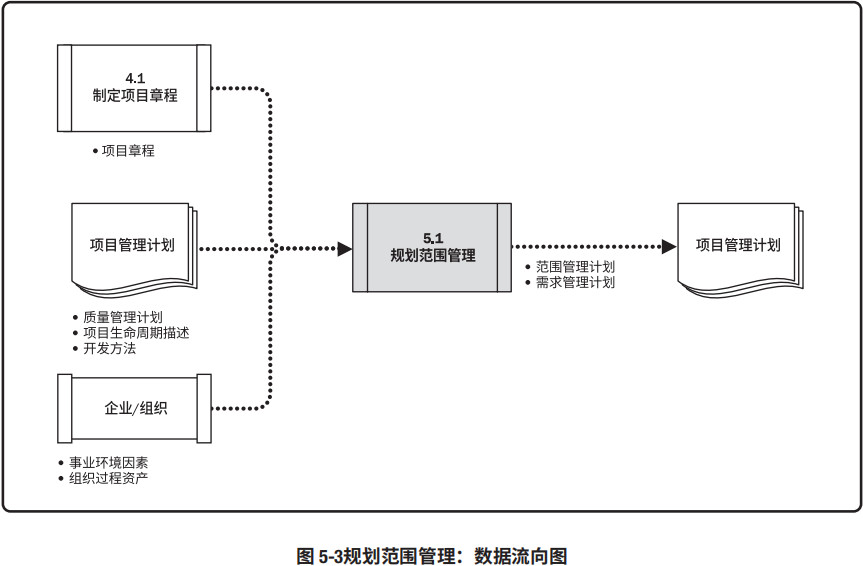 4.1
制定项目章程
• 项目章程
项目管理计划
• 质量管理计划
• 项目生命周期描述
• 开发方法
企业/组织
• 事业环境因素
• 组织过程资产
5.1
规划范围管理
• 范围管理计划
• 需求管理计划
项目管理计划
图 5-3规划范围管理：数据流向图